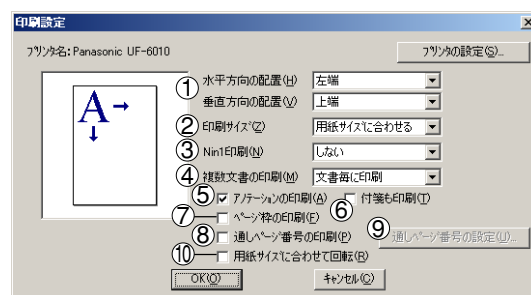 印刷設定
プリンタ名: Panasonic UF-6010
プリンタの設定(S)...
① 水平方向の配置(H) 左端
垂直方向の配置(V) 上端
② 印刷サイズ(Z) 用紙サイズに合わせる
③ Nin1印刷(N) しない
④ 複数文書の印刷(M) 文書毎に印刷
⑤ アノテーションの印刷(A) ⑥ 付箋も印刷(T)
⑦ ページ枠の印刷(F)
⑧ 通しページ番号の印刷(P) ⑨ 通しページ番号の設定(U)...
⑩ 用紙サイズに合わせて回転(R)
OK(O) キャンセル(C)
A